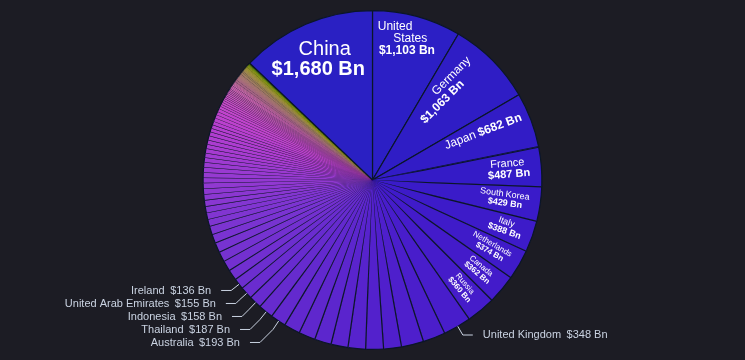 China
$1,680 Bn
United
States
$1,103 Bn
Germany
$1,063 Bn
Japan $682 Bn
France
$487 Bn
South Korea
$429 Bn
Italy
$388 Bn
Netherlands
$374 Bn
Canada
$362 Bn
Russia
$360 Bn
United Kingdom $348 Bn
Ireland $136 Bn
United Arab Emirates $155 Bn
Indonesia $158 Bn
Thailand $187 Bn
Australia $193 Bn